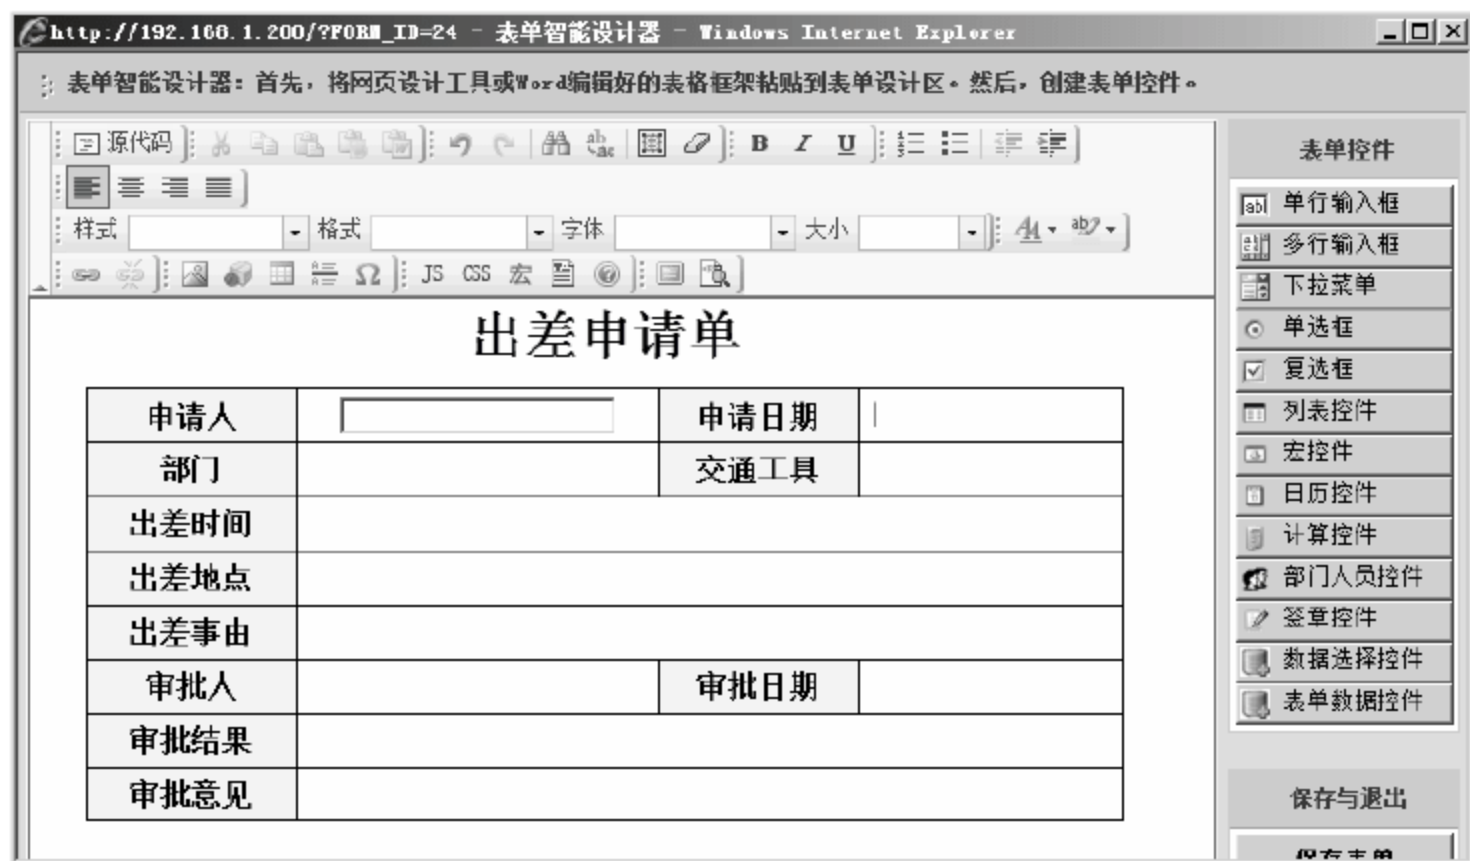 http://192.168.1.200/?FORM_ID=24 - 表单智能设计器 - Windows Internet Explorer
表单智能设计器：首先，将网页设计工具或Word编辑好的表格框架粘贴到表单设计区。然后，创建表单控件。
源代码 B I U
样式 格式 字体 大小
JS CSS 宏
出差申请单
申请人 申请日期
部门 交通工具
出差时间
出差地点
出差事由
审批人 审批日期
审批结果
审批意见
表单控件
单行输入框
多行输入框
下拉菜单
单选框
复选框
列表控件
宏控件
日历控件
计算控件
部门人员控件
签章控件
数据选择控件
表单数据控件
保存与退出
保存表单